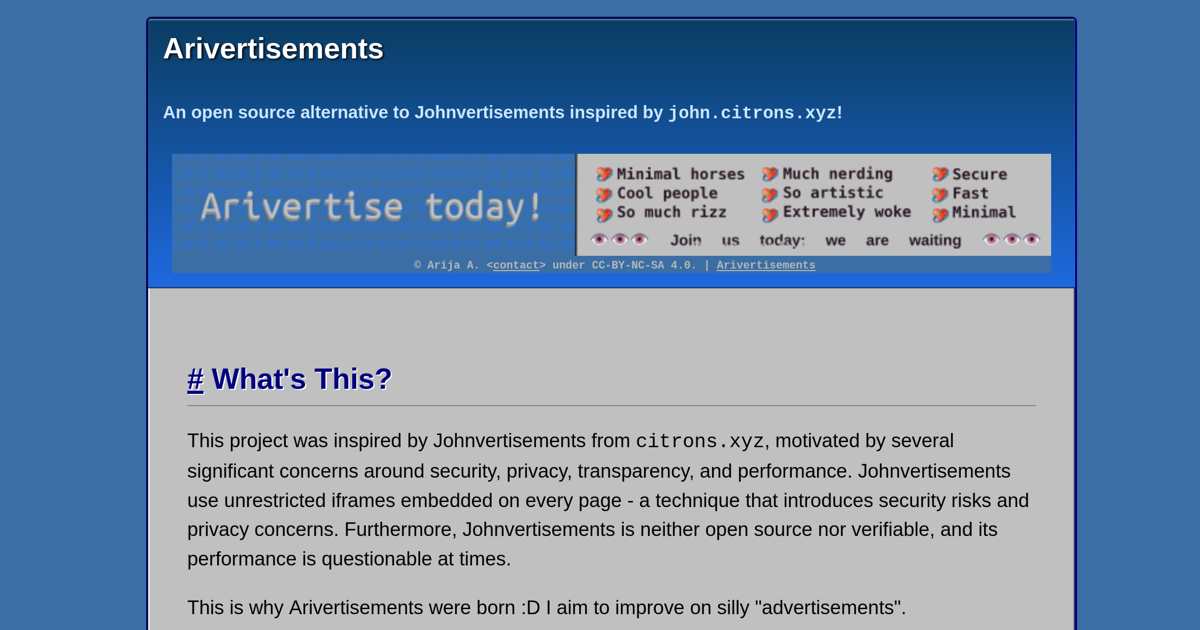 Arivertisements
An open source alternative to Johnvertisements inspired by john.citrons.xyz!
Arivertise today!
Minimal horses Much nerding Secure
Cool people So artistic Fast
So much rizz Extremely woke Minimal
Join us today: we are waiting
© Arija A. <contact> under CC-BY-NC-SA 4.0. | Arivertisements
# What's This?
This project was inspired by Johnvertisements from citrons.xyz, motivated by several
significant concerns around security, privacy, transparency, and performance. Johnvertisements
use unrestricted iframes embedded on every page - a technique that introduces security risks and
privacy concerns. Furthermore, Johnvertisements is neither open source nor verifiable, and its
performance is questionable at times.
This is why Arivertisements were born :D I aim to improve on silly "advertisements".